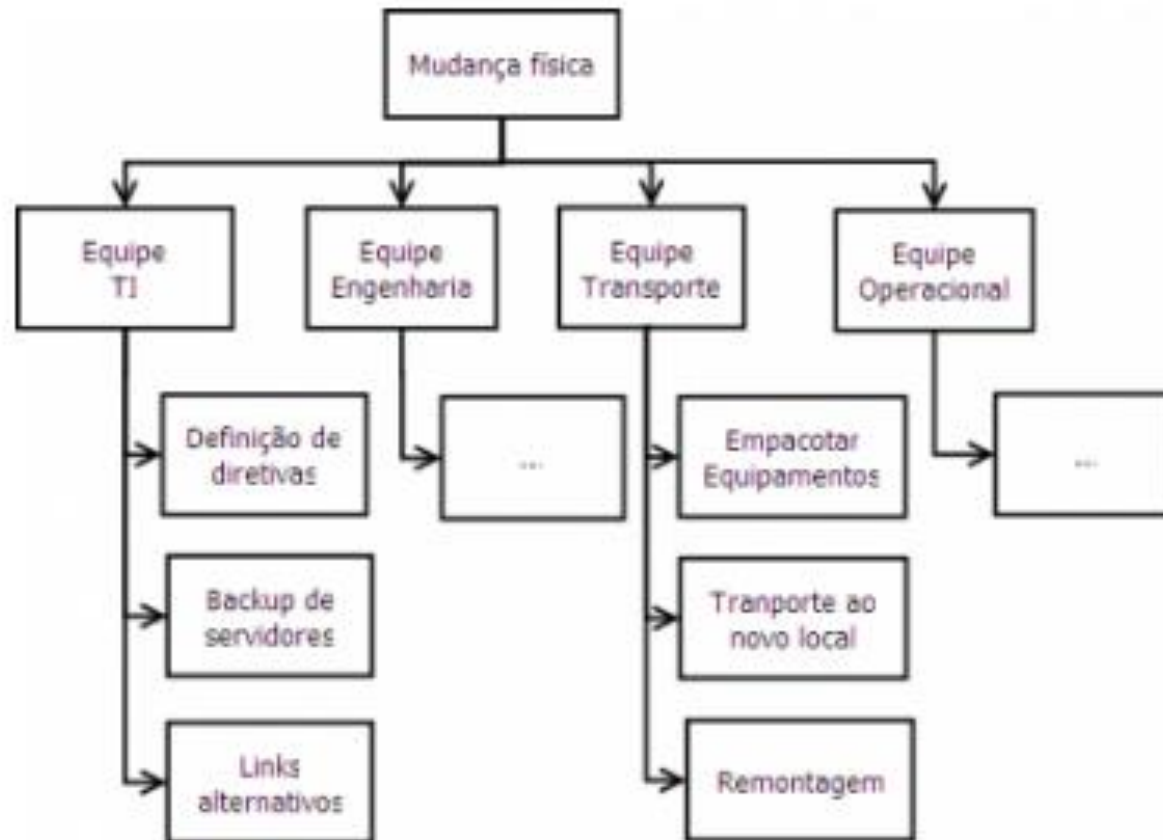 Mudança física
Equipe
TI
Equipe
Engenharia
Equipe
Transporte
Equipe
Operacional
Definição de
diretivas
...
Empacotar
Equipamentos
...
Backup de
servidores
Tranporte ao
novo local
Links
alternativos
Remontagem